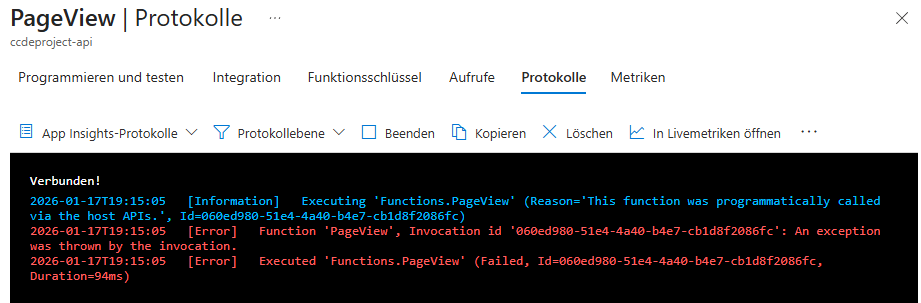 PageView | Protokolle ...
ccdeproject-api
Programmieren und testen Integration Funktionsschlüssel Aufrufe Protokolle Metriken
App Insights-Protokolle Protokollebene Beenden Kopieren Löschen In Livemetriken öffnen ...
Verbunden!
2026-01-17T19:15:05 [Information] Executing 'Functions.PageView' (Reason='This function was programmatically called
via the host APIs.', Id=060ed980-51e4-4a40-b4e7-cb1d8f2086fc)
2026-01-17T19:15:05 [Error] Function 'PageView', Invocation id '060ed980-51e4-4a40-b4e7-cb1d8f2086fc': An exception
was thrown by the invocation.
2026-01-17T19:15:05 [Error] Executed 'Functions.PageView' (Failed, Id=060ed980-51e4-4a40-b4e7-cb1d8f2086fc,
Duration=94ms)